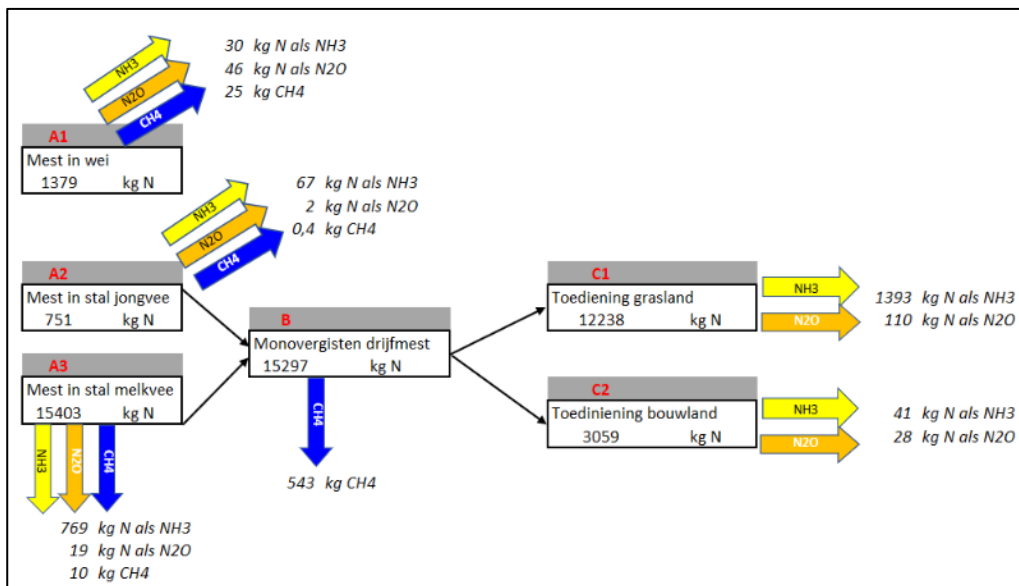 30 kg N als NH3
46 kg N als N2O
25 kg CH4
NH3
N2O
CH4
A1
Mest in wei
1379 kg N
67 kg N als NH3
2 kg N als N2O
0,4 kg CH4
NH3
N2O
CH4
A2
Mest in stal jongvee
751 kg N
A3
Mest in stal melkvee
15403 kg N
NH3
N2O
CH4
769 kg N als NH3
19 kg N als N2O
10 kg CH4
B
Monovergisten drijfmest
15297 kg N
CH4
543 kg CH4
C1
Toediening grasland
12238 kg N
NH3
N2O
1393 kg N als NH3
110 kg N als N2O
C2
Toediniening bouwland
3059 kg N
NH3
N2O
41 kg N als NH3
28 kg N als N2O